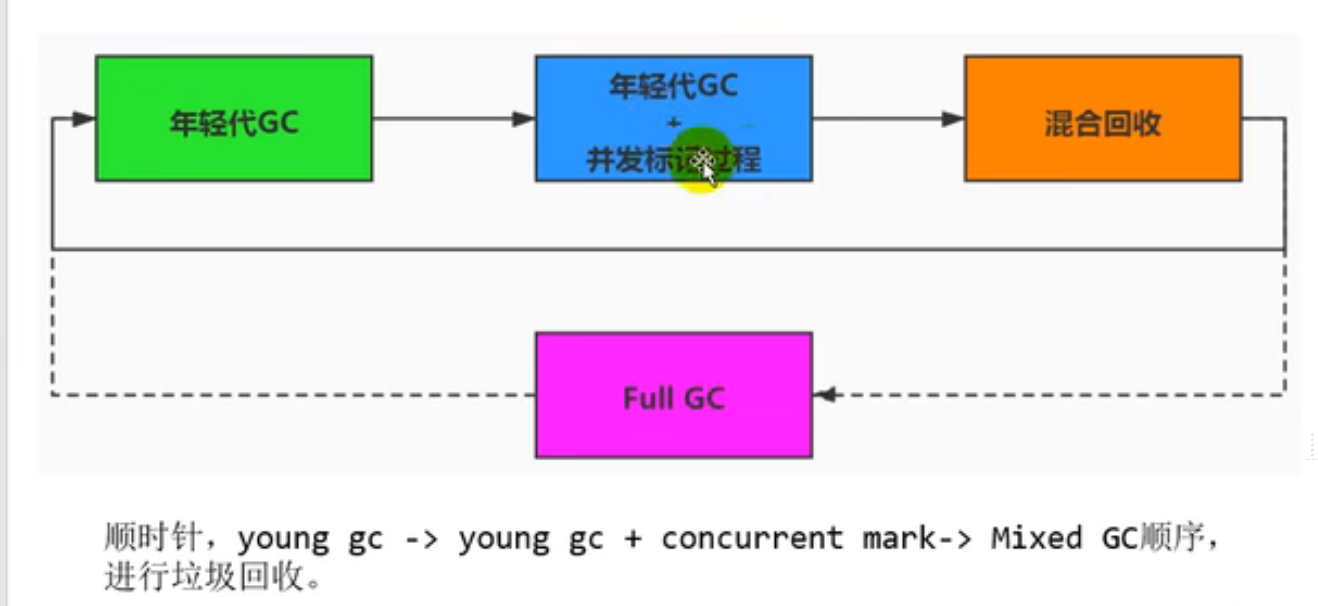 年轻代GC
年轻代GC
+
并发标记过程
混合回收
Full GC
顺时针，young gc -> young gc + concurrent mark-> Mixed GC顺序，
进行垃圾回收。